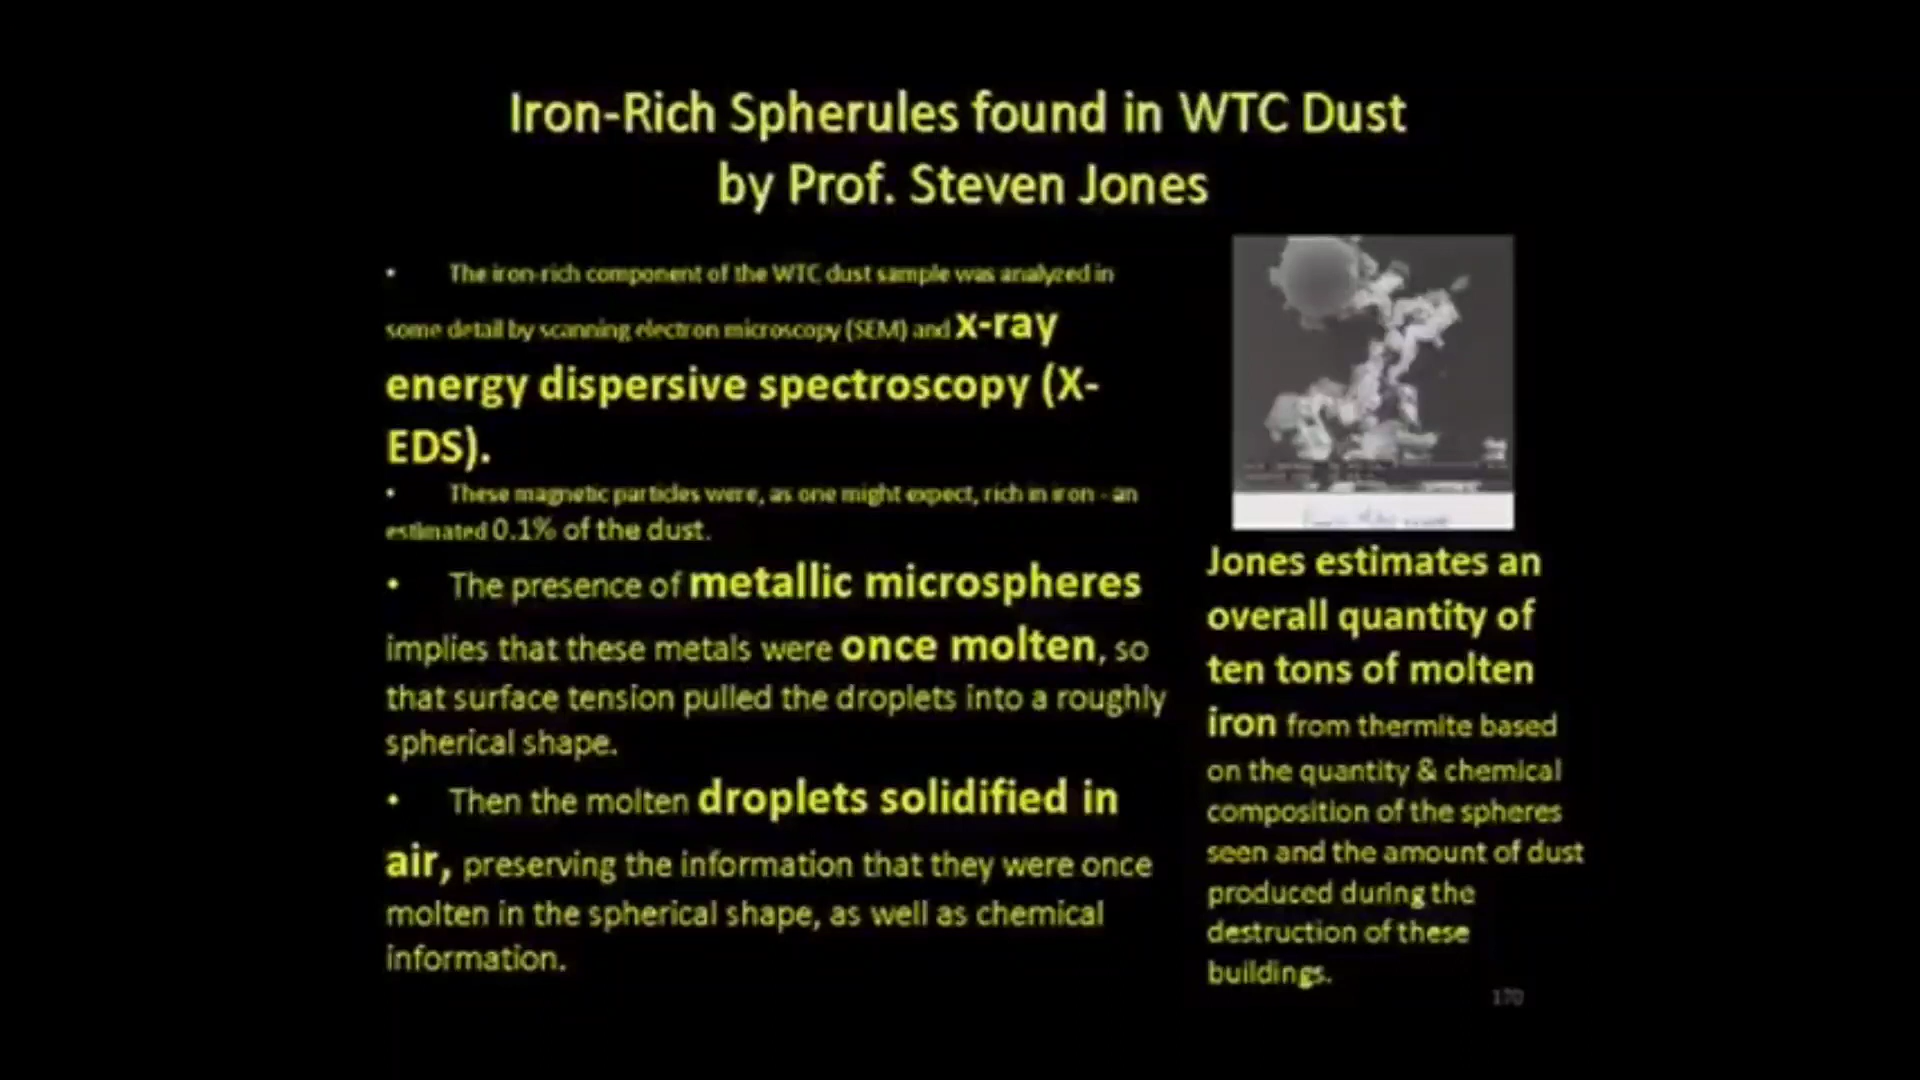 Iron-Rich Spherules found in WTC Dust
by Prof. Steven Jones
• The iron-rich component of the WTC dust sample was analyzed in
some detail by scanning electron microscopy (SEM) and x-ray
energy dispersive spectroscopy (X-
EDS).
• These magnetic particles were, as one might expect, rich in iron - an
estimated 0.1% of the dust.
• The presence of metallic microspheres
implies that these metals were once molten, so
that surface tension pulled the droplets into a roughly
spherical shape.
• Then the molten droplets solidified in
air, preserving the information that they were once
molten in the spherical shape, as well as chemical
information.
Jones estimates an
overall quantity of
ten tons of molten
iron from thermite based
on the quantity & chemical
composition of the spheres
seen and the amount of dust
produced during the
destruction of these
buildings.
170